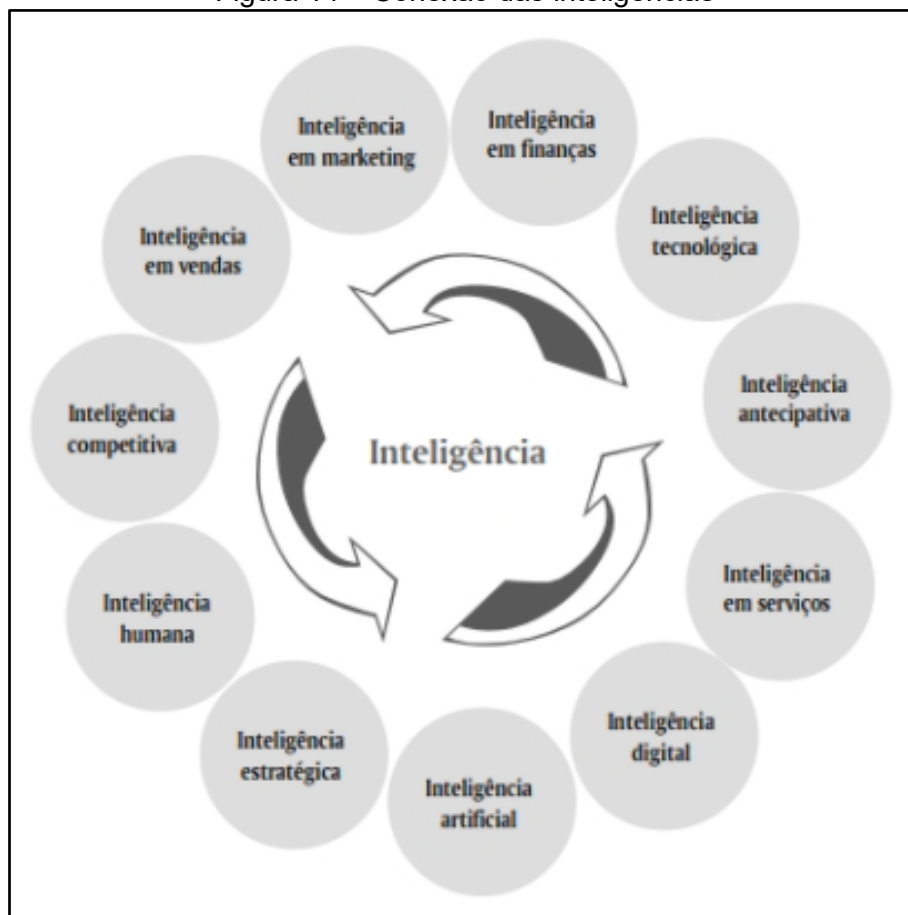 Conexão das inteligências
Inteligência
em marketing
Inteligência
em finanças
Inteligência
tecnológica
Inteligência
antecipativa
Inteligência
em serviços
Inteligência
digital
Inteligência
artificial
Inteligência
estratégica
Inteligência
humana
Inteligência
competitiva
Inteligência
em vendas
Inteligência